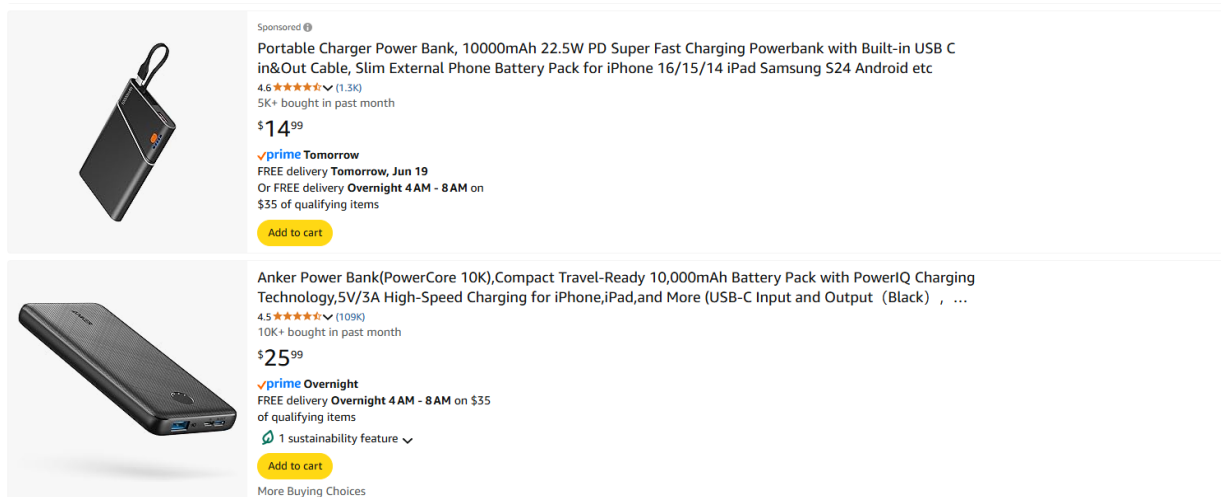 Sponsored
Portable Charger Power Bank, 10000mAh 22.5W PD Super Fast Charging Powerbank with Built-in USB C
in&Out Cable, Slim External Phone Battery Pack for iPhone 16/15/14 iPad Samsung S24 Android etc
4.6 (1.3K)
5K+ bought in past month
$14.99
prime Tomorrow
FREE delivery Tomorrow, Jun 19
Or FREE delivery Overnight 4 AM - 8 AM on
$35 of qualifying items
Add to cart
ANKER
Anker Power Bank(PowerCore 10K),Compact Travel-Ready 10,000mAh Battery Pack with PowerIQ Charging
Technology,5V/3A High-Speed Charging for iPhone,iPad,and More (USB-C Input and Output（Black）, ...
4.5 (109K)
10K+ bought in past month
$25.99
prime Overnight
FREE delivery Overnight 4 AM - 8 AM on $35
of qualifying items
1 sustainability feature
Add to cart
More Buying Choices